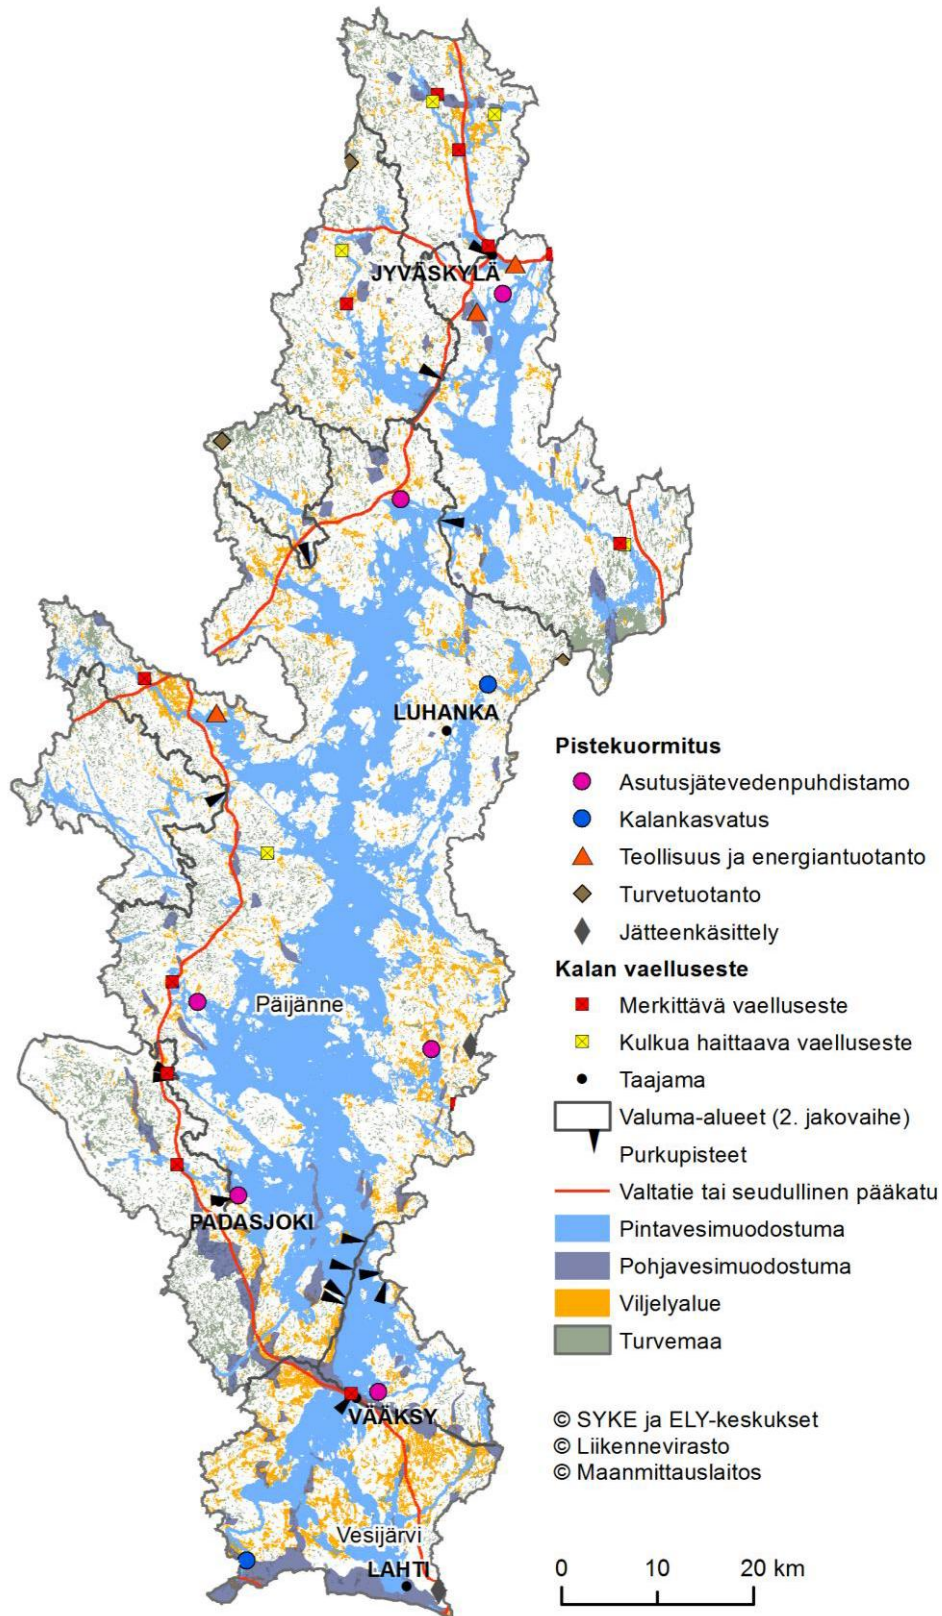 JYVÄSKYLÄ
LUHANKA
Päijänne
PADASJOKI
VÄÄKSY
Vesijärvi
LAHTI
Pistekuormitus
Asutusjätevedenpuhdistamo
Kalankasvatus
Teollisuus ja energiantuotanto
Turvetuotanto
Jätteenkäsittely
Kalan vaelluseste
Merkittävä vaelluseste
Kulkua haittaava vaelluseste
Taajama
Valuma-alueet (2. jakovaihe)
Purkupisteet
Valtatie tai seudullinen pääkatu
Pintavesimuodostuma
Pohjavesimuodostuma
Viljelyalue
Turvemaa
© SYKE ja ELY-keskukset
© Liikennevirasto
© Maanmittauslaitos
0 10 20 km